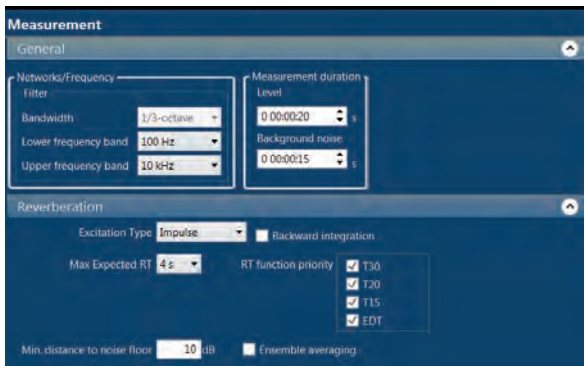 Measurement
General
Networks/Frequency
Filter
Bandwidth 1/3-octave
Lower frequency band 100 Hz
Upper frequency band 10 kHz
Measurement duration
Level
0 00:00:20 s
Background noise
0 00:00:15 s
Reverberation
Excitation Type Impulse Backward integration
Max Expected RT 4 s RT function priority T30
T20
T15
EDT
Min. distance to noise floor 10 dB Ensemble averaging